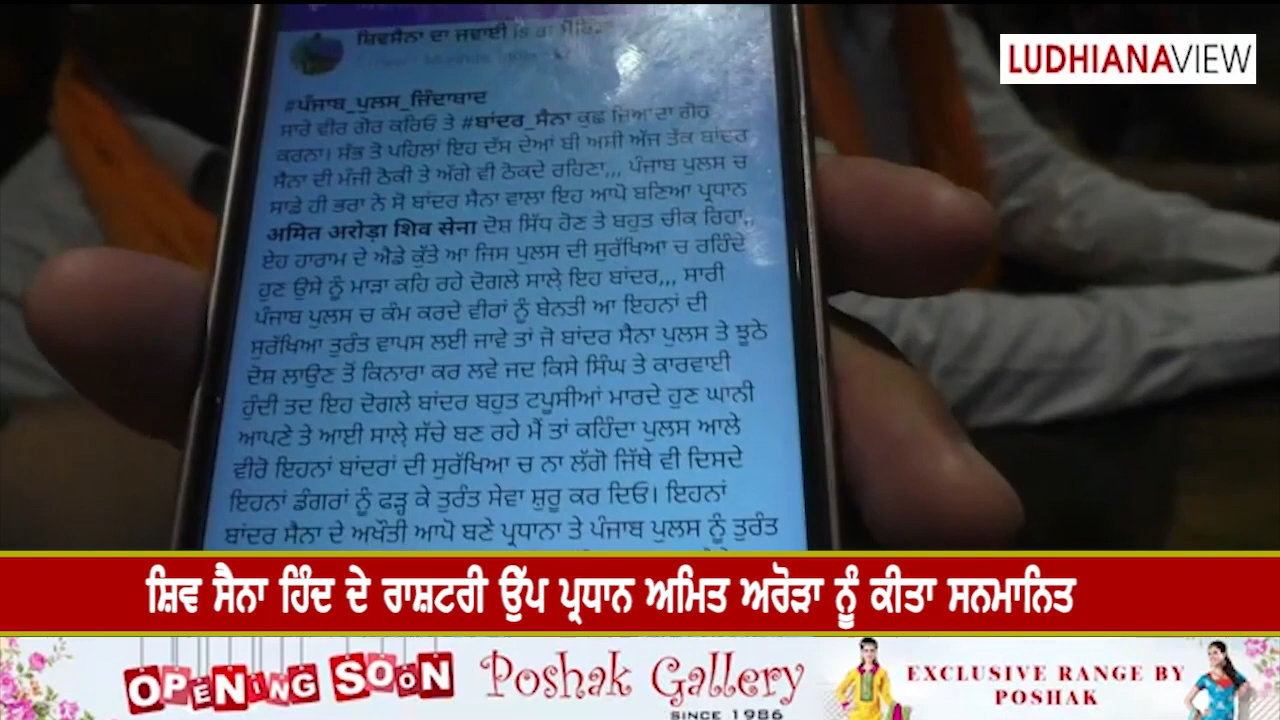 ਸ਼ਿਵਸੈਨਾ ਦਾ ਜਵਾਈ is at
LUDHIANAVIEW
#ਪੰਜਾਬ_ਪੁਲਸ_ਜਿੰਦਾਬਾਦ
ਸਾਰੇ ਵੀਰ ਗੋਰ ਕਰਿਓ ਤੇ #ਬਾਂਦਰ_ਸੈਨਾ ਕੁਛ ਜਿਆਦਾ ਗੋਹ
ਕਰਨਾ। ਸੱਭ ਤੋ ਪਹਿਲਾਂ ਇਹ ਦੱਸ ਦੇਆਂ ਬੀ ਅਸੀ ਅੱਜ ਤੱਕ ਬਾਂਦਰ
ਸੈਨਾ ਦੀ ਮੰਜੀ ਠੋਕੀ ਤੇ ਅੱਗੇ ਵੀ ਠੋਕਦੇ ਰਹਿਣਾ,,, ਪੰਜਾਬ ਪੁਲਸ ਚ
ਸਾਡੇ ਹੀ ਭਰਾ ਨੇ ਸੋ ਬਾਂਦਰ ਸੈਨਾ ਵਾਲਾ ਇਹ ਆਪੋ ਬਣਿਆ ਪ੍ਰਧਾਨ
ਅਮਿਤ ਅਰੋੜਾ ਸ਼ਿਵ ਸੇਨਾ ਦੋਸ਼ ਸਿੱਧ ਹੋਣ ਤੇ ਬਹੁਤ ਚੀਕ ਰਿਹਾ,,
ਏਹ ਹਾਰਾਮ ਦੇ ਐਡੇ ਕੁੱਤੇ ਆ ਜਿਸ ਪੁਲਸ ਦੀ ਸੁਰੱਖਿਆ ਚ ਰਹਿੰਦੇ
ਹੁਣ ਉਸੇ ਨੂੰ ਮਾੜਾ ਕਹਿ ਰਹੇ ਦੋਗਲੇ ਸਾਲੇ੍ ਇਹ ਬਾਂਦਰ,,, ਸਾਰੀ
ਪੰਜਾਬ ਪੁਲਸ ਚ ਕੰਮ ਕਰਦੇ ਵੀਰਾਂ ਨੂੰ ਬੇਨਤੀ ਆ ਇਹਨਾਂ ਦੀ
ਸੁਰੱਖਿਆ ਤੁਰੰਤ ਵਾਪਸ ਲਈ ਜਾਵੇ ਤਾਂ ਜੋ ਬਾਂਦਰ ਸੈਨਾ ਪੁਲਸ ਤੇ ਝੂਠੇ
ਦੋਸ਼ ਲਾਉਣ ਤੋਂ ਕਿਨਾਰਾ ਕਰ ਲਵੇ ਜਦ ਕਿਸੇ ਸਿੰਘ ਤੇ ਕਾਰਵਾਈ
ਹੁੰਦੀ ਤਦ ਇਹ ਦੋਗਲੇ ਬਾਂਦਰ ਬਹੁਤ ਟਪੂਸੀਆਂ ਮਾਰਦੇ ਹੁਣ ਘਾਨੀ
ਆਪਣੇ ਤੇ ਆਈ ਸਾਲੇ੍ ਸੱਚੇ ਬਣ ਰਹੇ ਮੈਂ ਤਾਂ ਕਹਿੰਦਾ ਪੁਲਸ ਆਲੇ
ਵੀਰੋ ਇਹਨਾਂ ਬਾਂਦਰਾਂ ਦੀ ਸੁਰੱਖਿਆ ਚ ਨਾ ਲੱਗੋ ਜਿੱਥੇ ਵੀ ਦਿਸਦੇ
ਇਹਨਾਂ ਡੰਗਰਾਂ ਨੂੰ ਫੜ੍ਹ ਕੇ ਤੁਰੰਤ ਸੇਵਾ ਸ਼ੁਰੂ ਕਰ ਦਿਓ। ਇਹਨਾਂ
ਬਾਂਦਰ ਸੈਨਾ ਦੇ ਅਖੌਤੀ ਆਪੋ ਬਣੇ ਪ੍ਰਧਾਨਾ ਤੇ ਪੰਜਾਬ ਪੁਲਸ ਨੂੰ ਤੁਰੰਤ
ਸ਼ਿਵ ਸੈਨਾ ਹਿੰਦ ਦੇ ਰਾਸ਼ਟਰੀ ਉੱਪ ਪ੍ਰਧਾਨ ਅਮਿਤ ਅਰੋੜਾ ਨੂੰ ਕੀਤਾ ਸਨਮਾਨਿਤ
OPENING SOON Poshak Gallery
SINCE 1986
EXCLUSIVE RANGE BY
POSHAK